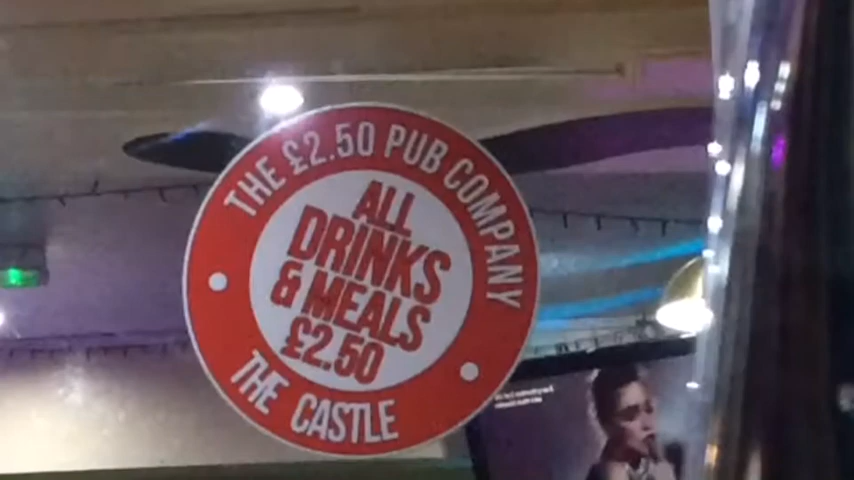 THE £2.50 PUB COMPANY
ALL
DRINKS
& MEALS
£2.50
THE CASTLE